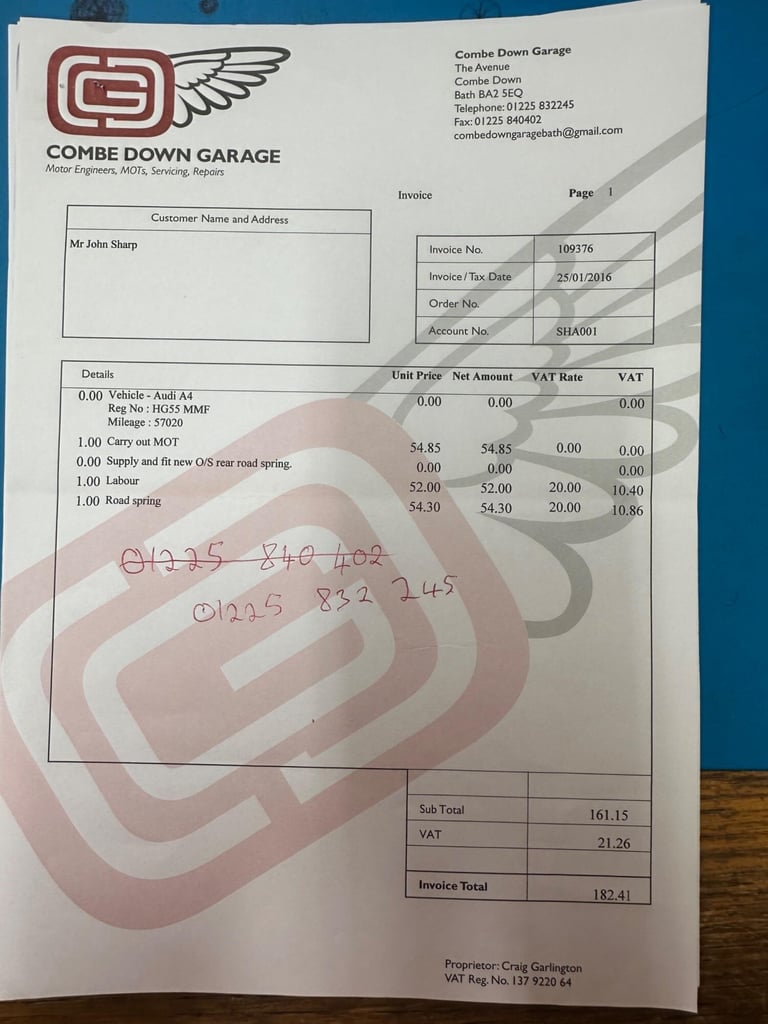 Combe Down Garage
The Avenue
Combe Down
Bath BA2 5EQ
Telephone: 01225 832245
Fax: 01225 840402
combedowngaragebath@gmail.com
COMBE DOWN GARAGE
Motor Engineers, MOTs, Servicing, Repairs
Invoice Page 1
Customer Name and Address
Mr John Sharp
Invoice No. 109376
Invoice/Tax Date 25/01/2016
Order No.
Account No. SHA001
Details Unit Price Net Amount VAT Rate VAT
0.00 Vehicle - Audi A4 0.00 0.00 0.00
Reg No : HG55 MMF
Mileage : 57020
1.00 Carry out MOT 54.85 54.85 0.00 0.00
0.00 Supply and fit new O/S rear road spring. 0.00 0.00 0.00
1.00 Labour 52.00 52.00 20.00 10.40
1.00 Road spring 54.30 54.30 20.00 10.86
01225 840 402
01225 832 245
Sub Total 161.15
VAT 21.26
Invoice Total 182.41
Proprietor: Craig Garlington
VAT Reg. No. 137 9220 64